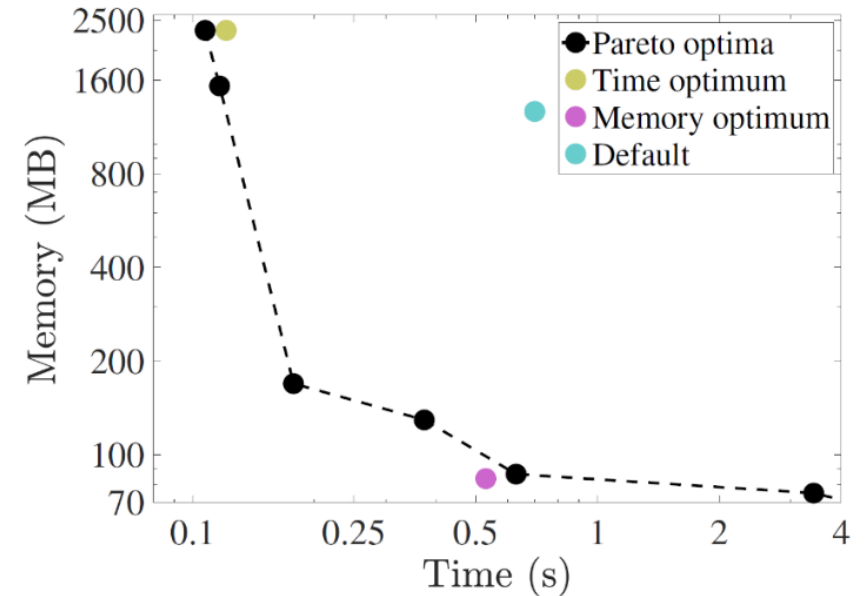 2500
1600
800
400
200
100
70
Memory (MB)
Pareto optima
Time optimum
Memory optimum
Default
0.1
0.25
0.5
1
2
4
Time (s)